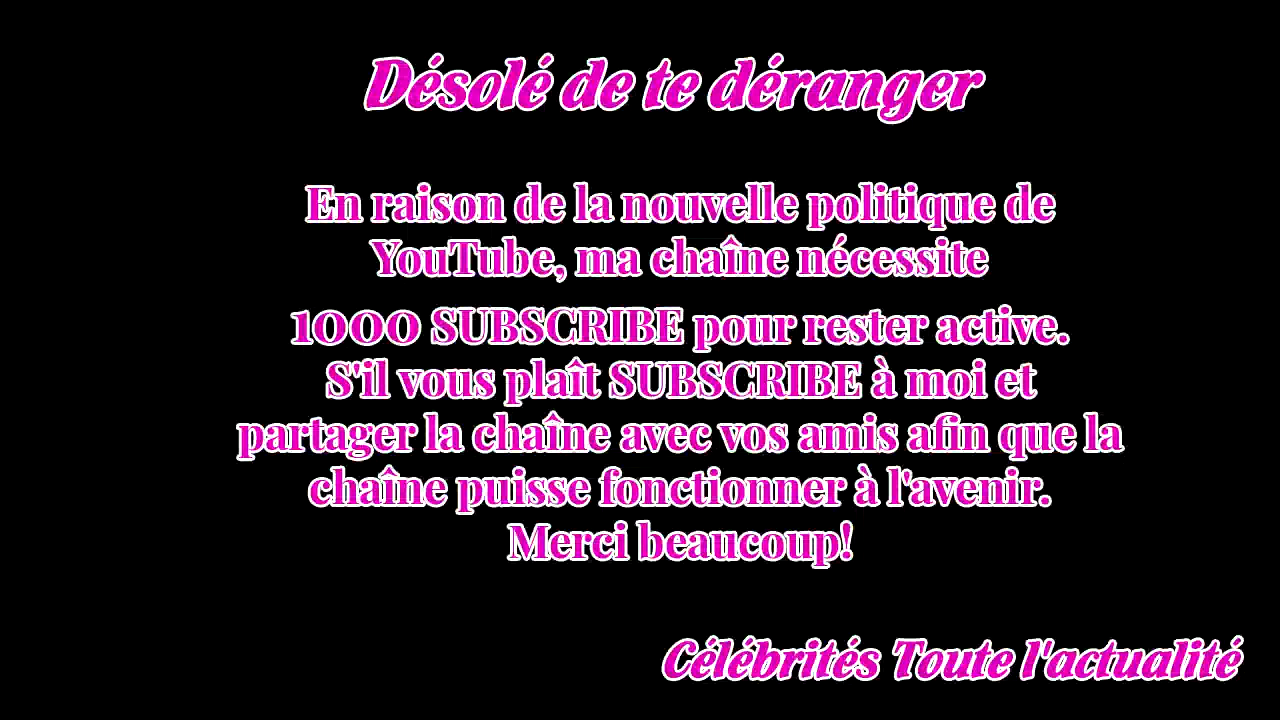 Désolé de te déranger
En raison de la nouvelle politique de
YouTube, ma chaîne nécessite
1000 SUBSCRIBE pour rester active.
S'il vous plaît SUBSCRIBE à moi et
partager la chaîne avec vos amis afin que la
chaîne puisse fonctionner à l'avenir.
Merci beaucoup!
Célébrités Toute l'actualité